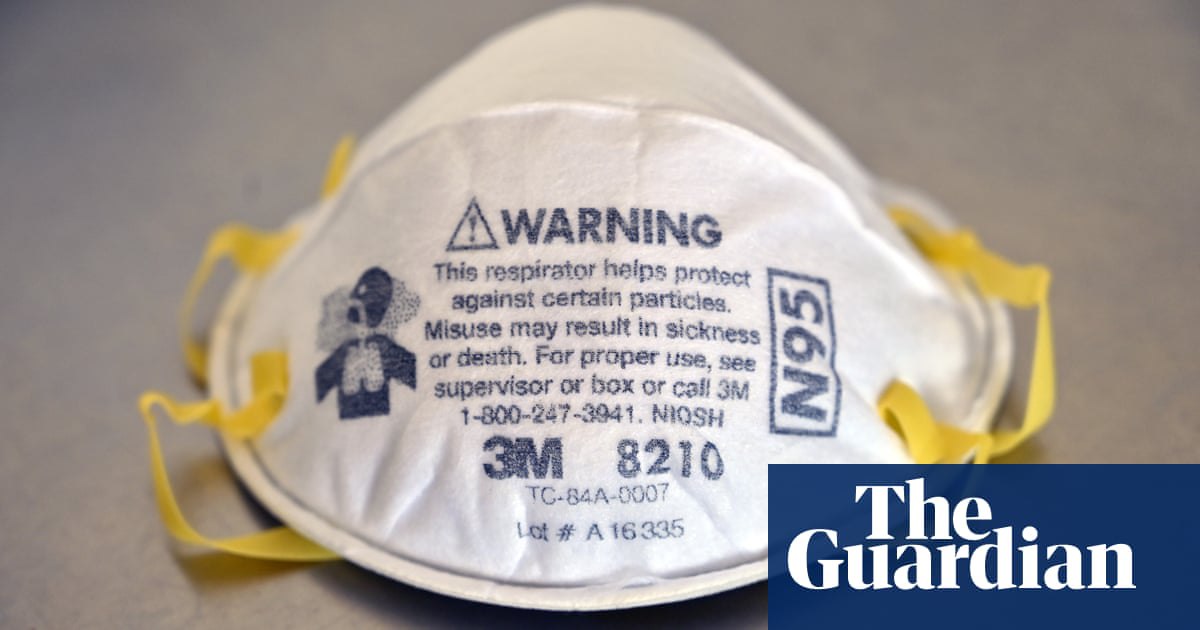 WARNING
This respirator helps protect
against certain particles.
Misuse may result in sickness
or death. For proper use, see
supervisor or box or call 3M
1-800-247-3941. NIOSH
3M 8210
TC-84A-0007
Lot # A 16335
N95
The
Guardian